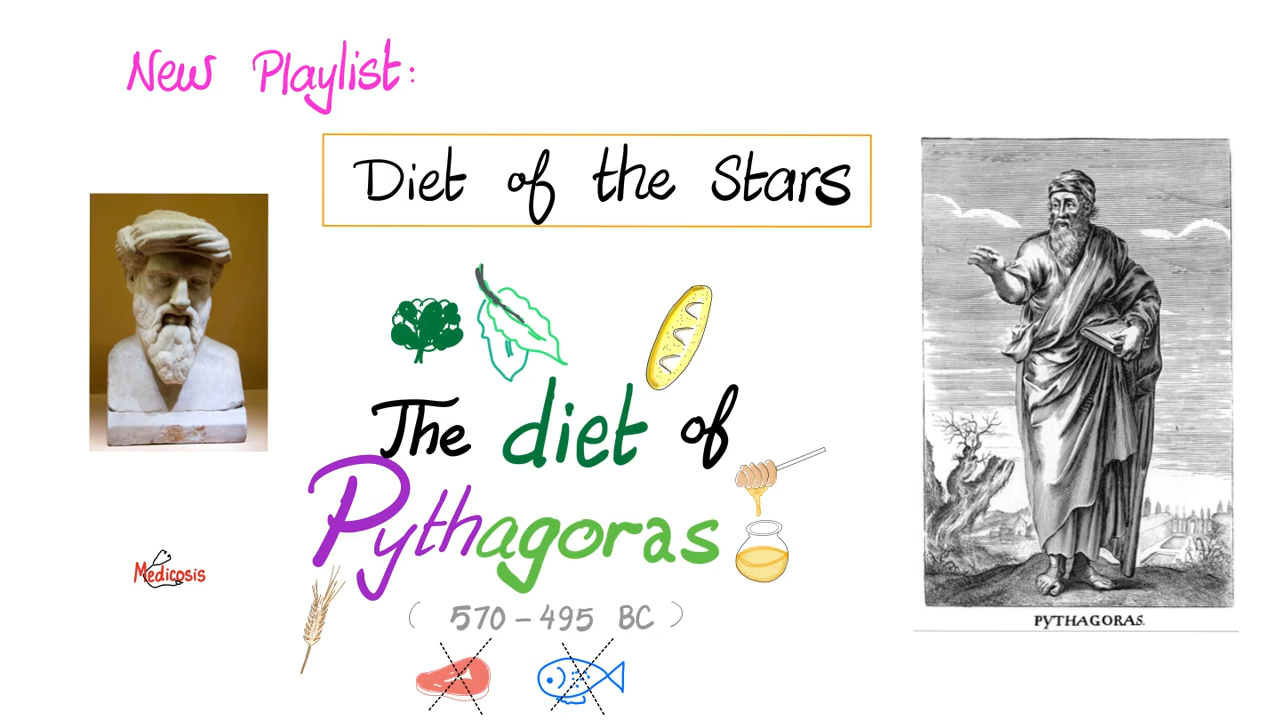 New Playlist:
Diet of the Stars
The diet of
Pythagoras
Medicosis
( 570 - 495 BC )
PYTHAGORAS.